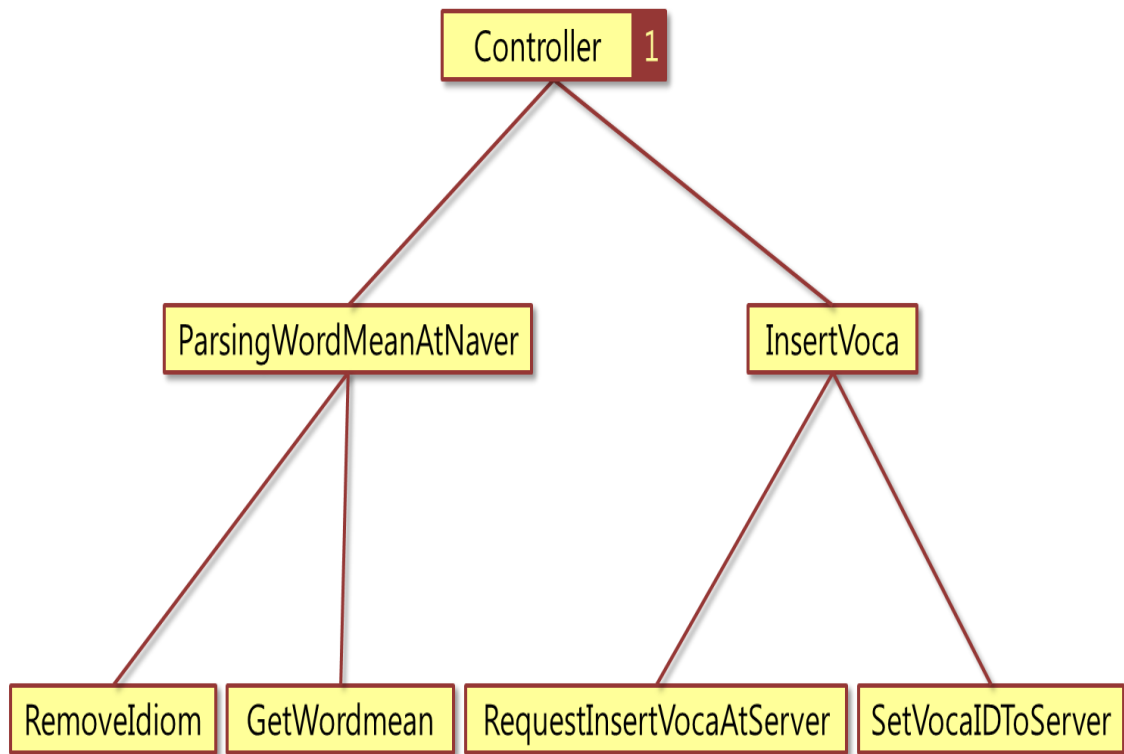 Controller 1
ParsingWordMeanAtNaver InsertVoca
RemoveIdiom GetWordmean RequestInsertVocaAtServer SetVocaIDToServer